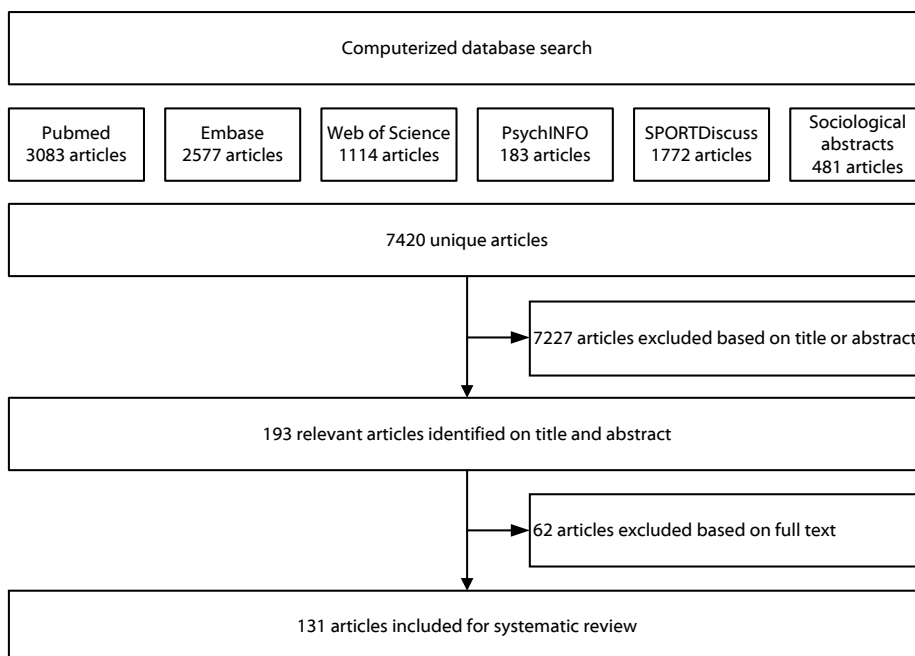 Computerized database search
Pubmed
3083 articles
Embase
2577 articles
Web of Science
1114 articles
PsychINFO
183 articles
SPORTDiscuss
1772 articles
Sociological
abstracts
481 articles
7420 unique articles
7227 articles excluded based on title or abstract
193 relevant articles identified on title and abstract
62 articles excluded based on full text
131 articles included for systematic review